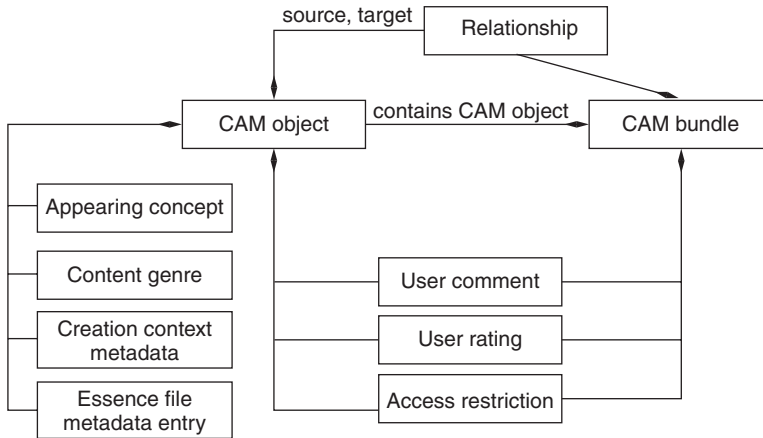 source, target
Relationship
CAM object
contains CAM object
CAM bundle
Appearing concept
Content genre
Creation context
metadata
Essence file
metadata entry
User comment
User rating
Access restriction